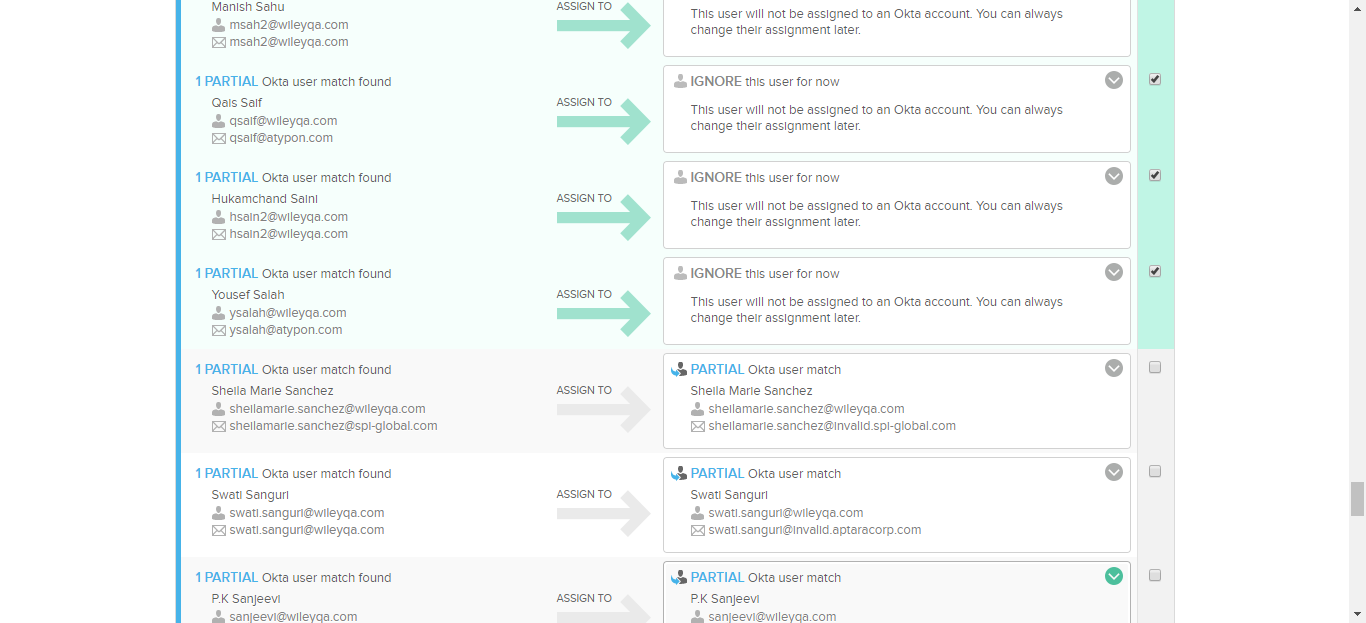 Manish Sahu
msah2@wileyqa.com
msah2@wileyqa.com
ASSIGN TO
This user will not be assigned to an Okta account. You can always
change their assignment later.
1 PARTIAL Okta user match found
Qais Saif
qsaif@wileyqa.com
qsaif@atypon.com
ASSIGN TO
IGNORE this user for now
This user will not be assigned to an Okta account. You can always
change their assignment later.
1 PARTIAL Okta user match found
Hukamchand Saini
hsain2@wileyqa.com
hsain2@wileyqa.com
ASSIGN TO
IGNORE this user for now
This user will not be assigned to an Okta account. You can always
change their assignment later.
1 PARTIAL Okta user match found
Yousef Salah
ysalah@wileyqa.com
ysalah@atypon.com
ASSIGN TO
IGNORE this user for now
This user will not be assigned to an Okta account. You can always
change their assignment later.
1 PARTIAL Okta user match found
Sheila Marie Sanchez
sheilamarie.sanchez@wileyqa.com
sheilamarie.sanchez@spi-global.com
ASSIGN TO
PARTIAL Okta user match
Sheila Marie Sanchez
sheilamarie.sanchez@wileyqa.com
sheilamarie.sanchez@invalid.spi-global.com
1 PARTIAL Okta user match found
Swati Sanguri
swati.sanguri@wileyqa.com
swati.sanguri@wileyqa.com
ASSIGN TO
PARTIAL Okta user match
Swati Sanguri
swati.sanguri@wileyqa.com
swati.sanguri@invalid.aptaracorp.com
1 PARTIAL Okta user match found
P.K Sanjeevi
sanjeevi@wileyqa.com
ASSIGN TO
PARTIAL Okta user match
P.K Sanjeevi
sanjeevi@wileyqa.com